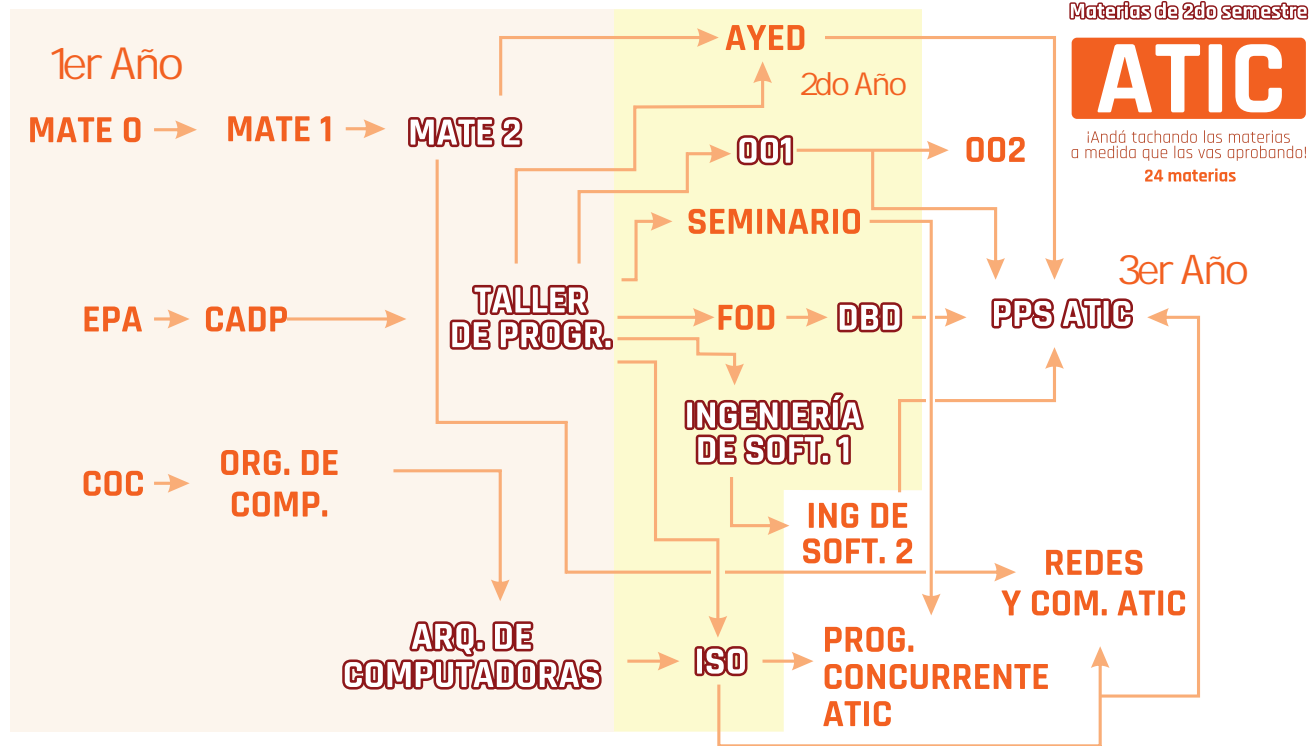 Materias de 2do semestre
ATIC
¡Andá tachando las materias
a medida que las vas aprobando!
24 materias
1er Año
2do Año
3er Año
MATE 0
MATE 1
MATE 2
AYED
OO1
OO2
SEMINARIO
EPA
CADP
TALLER
DE PROGR.
FOD
DBD
PPS ATIC
INGENIERÍA
DE SOFT. 1
COC
ORG. DE
COMP.
ING DE
SOFT. 2
REDES
Y COM. ATIC
ARQ. DE
COMPUTADORAS
ISO
PROG.
CONCURRENTE
ATIC